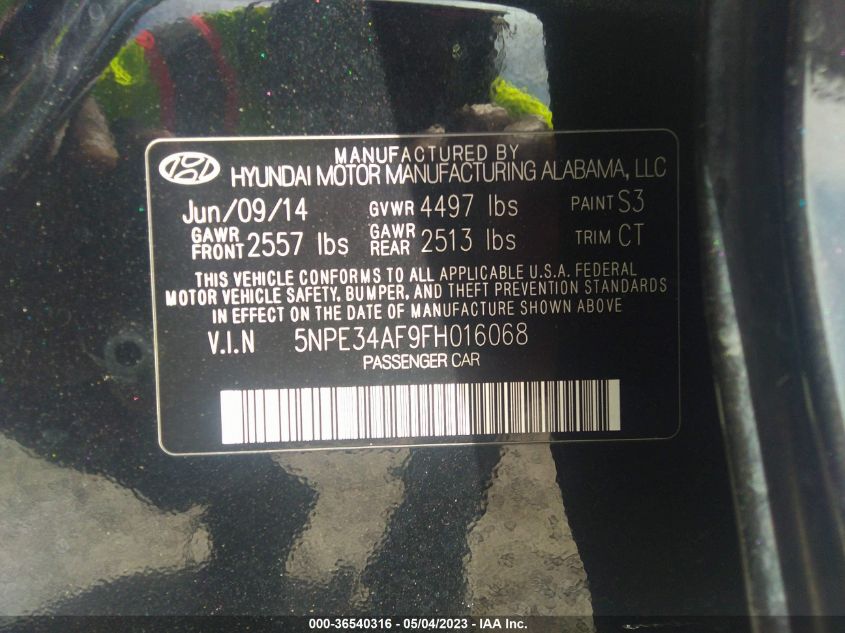 MANUFACTURED BY
HYUNDAI MOTOR MANUFACTURING ALABAMA, LLC
Jun/09/14 GVWR 4497 lbs PAINT S3
GAWR FRONT 2557 lbs GAWR REAR 2513 lbs TRIM CT
THIS VEHICLE CONFORMS TO ALL APPLICABLE U.S.A. FEDERAL
MOTOR VEHICLE SAFETY, BUMPER, AND THEFT PREVENTION STANDARDS
IN EFFECT ON THE DATE OF MANUFACTURE SHOWN ABOVE
V.I.N 5NPE34AF9FH016068
PASSENGER CAR
000-36540316 - 05/04/2023 - IAA Inc.